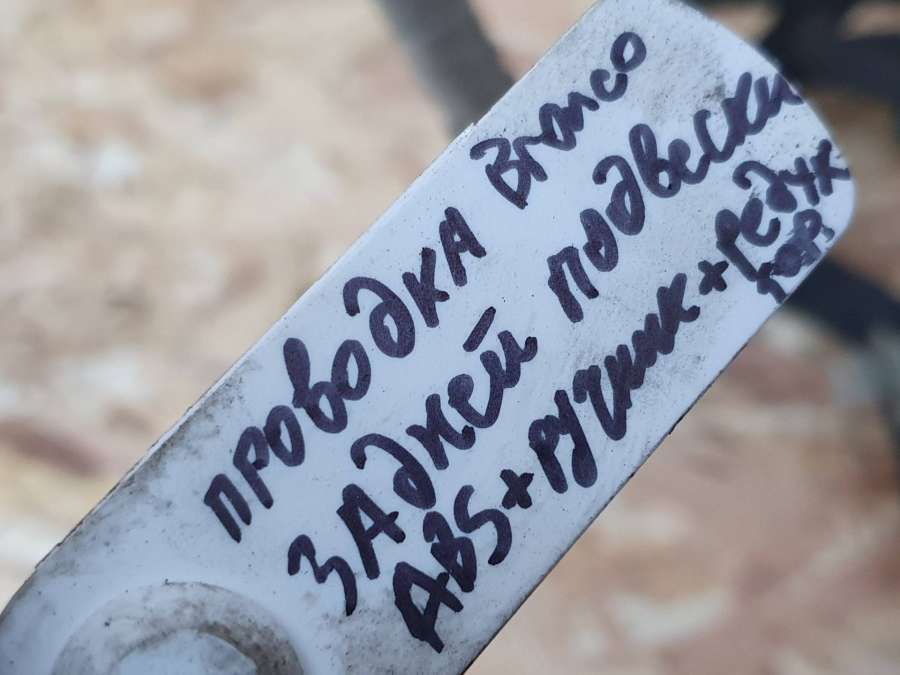 проводка Bronco
задней подвески
ABS+ручник+редук
тор